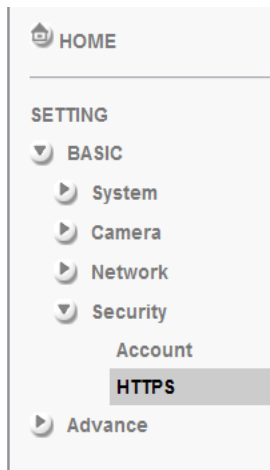 HOME
SETTING
BASIC
System
Camera
Network
Security
Account
HTTPS
Advance